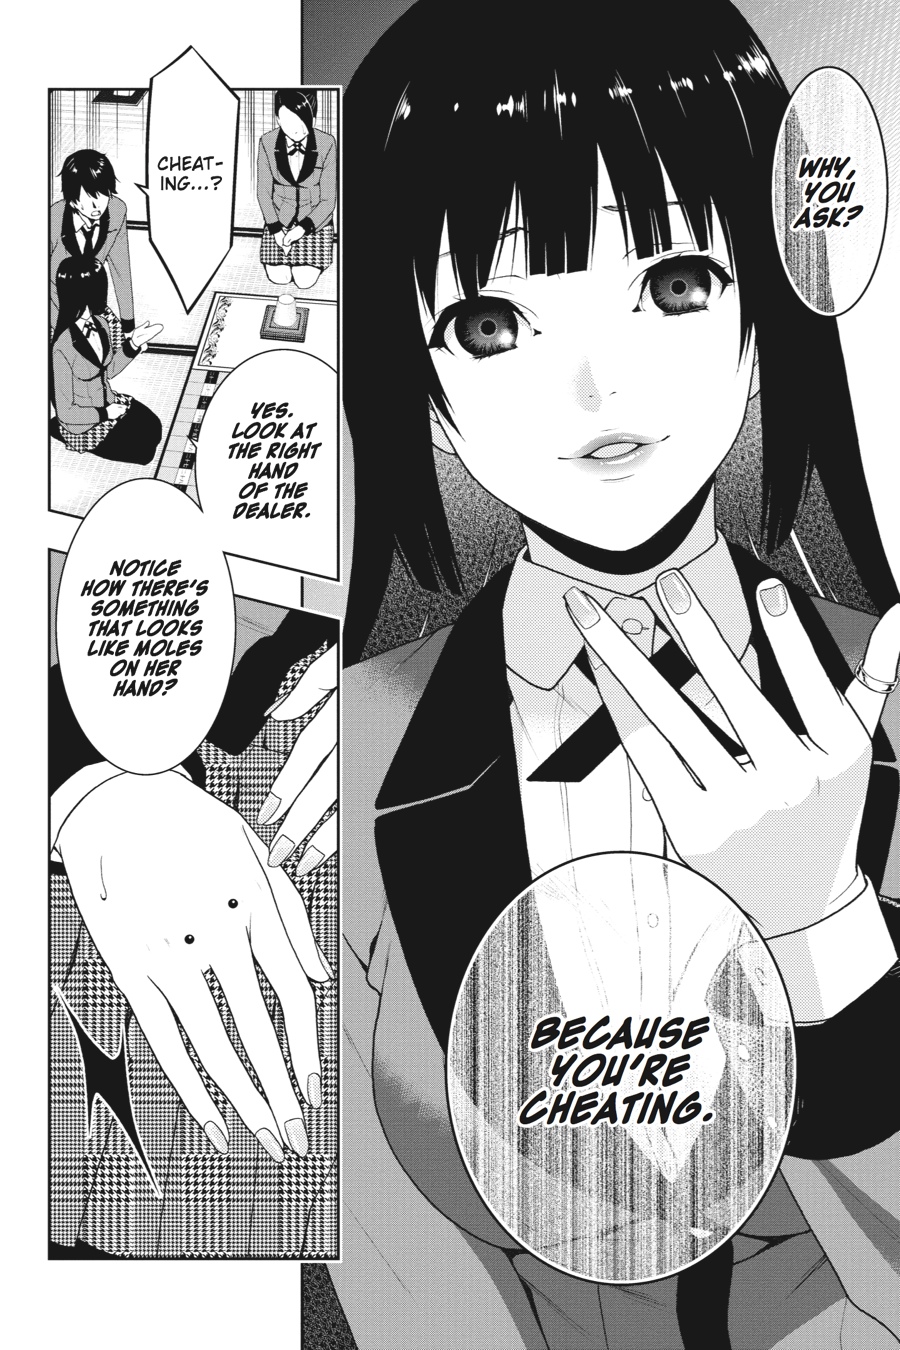 WHY,
YOU
ASK?
BECAUSE
YOU'RE
CHEATING.
CHEAT-
ING...?
YES.
LOOK AT
THE RIGHT
HAND
OF THE
DEALER.
NOTICE
HOW THERE'S
SOMETHING
THAT LOOKS
LIKE MOLES
ON HER
HAND?